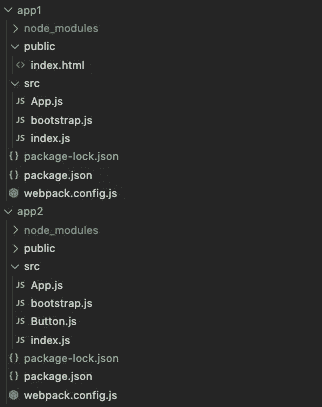 app1
node_modules
public
<> index.html
src
JS App.js
JS bootstrap.js
JS index.js
{} package-lock.json
{} package.json
webpack.config.js
app2
node_modules
public
src
JS App.js
JS bootstrap.js
JS Button.js
JS index.js
{} package-lock.json
{} package.json
webpack.config.js